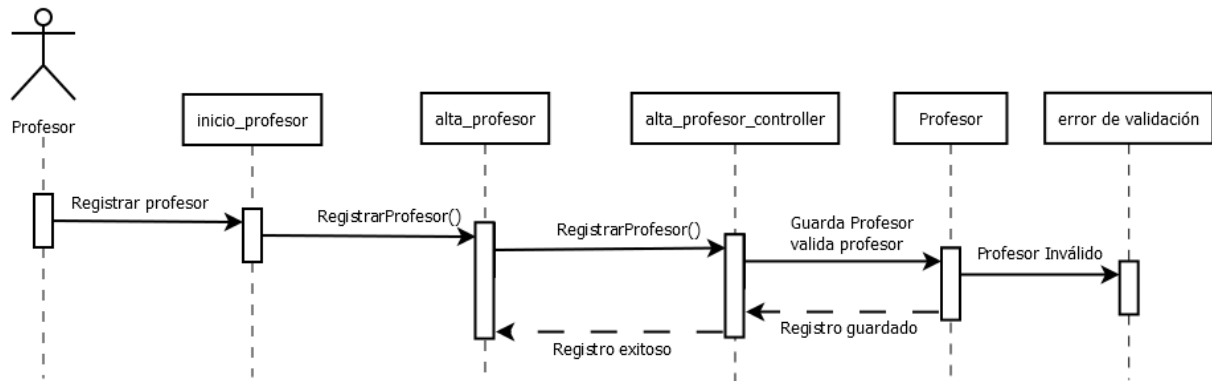 Profesor
inicio_profesor
alta_profesor
alta_profesor_controller
Profesor
error de validación
Registrar profesor
RegistrarProfesor()
RegistrarProfesor()
Guarda Profesor
valida profesor
Profesor Inválido
Registro guardado
Registro exitoso